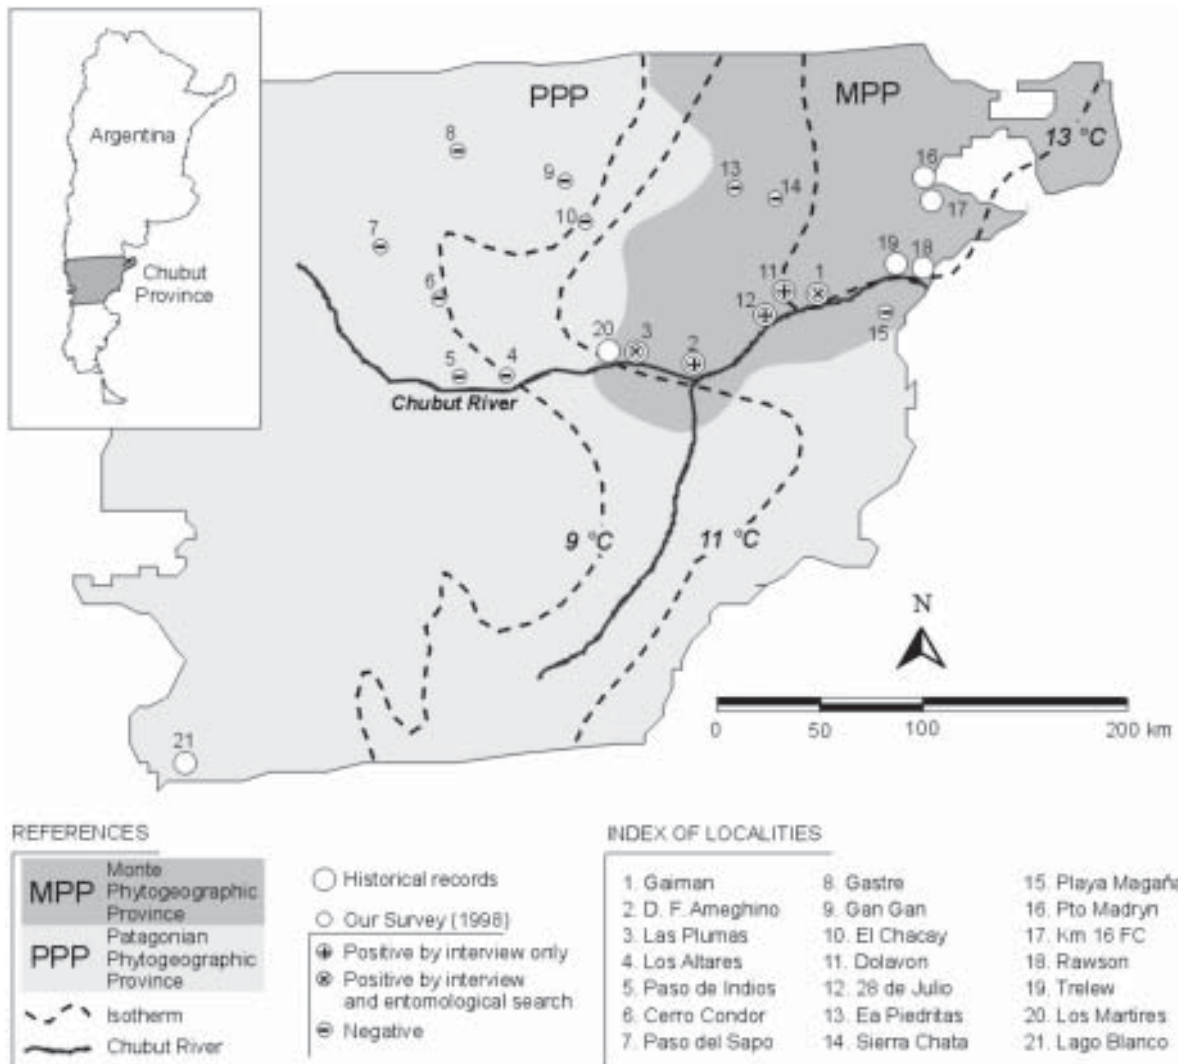 PPP
MPP
Argentina
Chubut
Province
13 °C
8
9
10
7
6
5
4
Chubut River
13
14
16
17
19
18
11
1
12
15
20
3
2
9 °C
11 °C
N
0
50
100
200 km
21
REFERENCES
MPP
Monte
Phytogeographic
Province
PPP
Patagonian
Phytogeographic
Province
Isotherm
Chubut River
Historical records
Our Survey (1998)
Positive by interview only
Positive by interview
and entomological search
Negative
INDEX OF LOCALITIES
1. Gaiman
2. D. F. Ameghino
3. Las Plumas
4. Los Altares
5. Paso de Indios
6. Cerro Condor
7. Paso del Sapo
8. Gastre
9. Gan Gan
10. El Chacay
11. Dolavon
12. 28 de Julio
13. Ea Piedritas
14. Sierra Chata
15. Playa Magaña
16. Pto Madryn
17. Km 16 FC
18. Rawson
19. Trelew
20. Los Martires
21. Lago Blanco